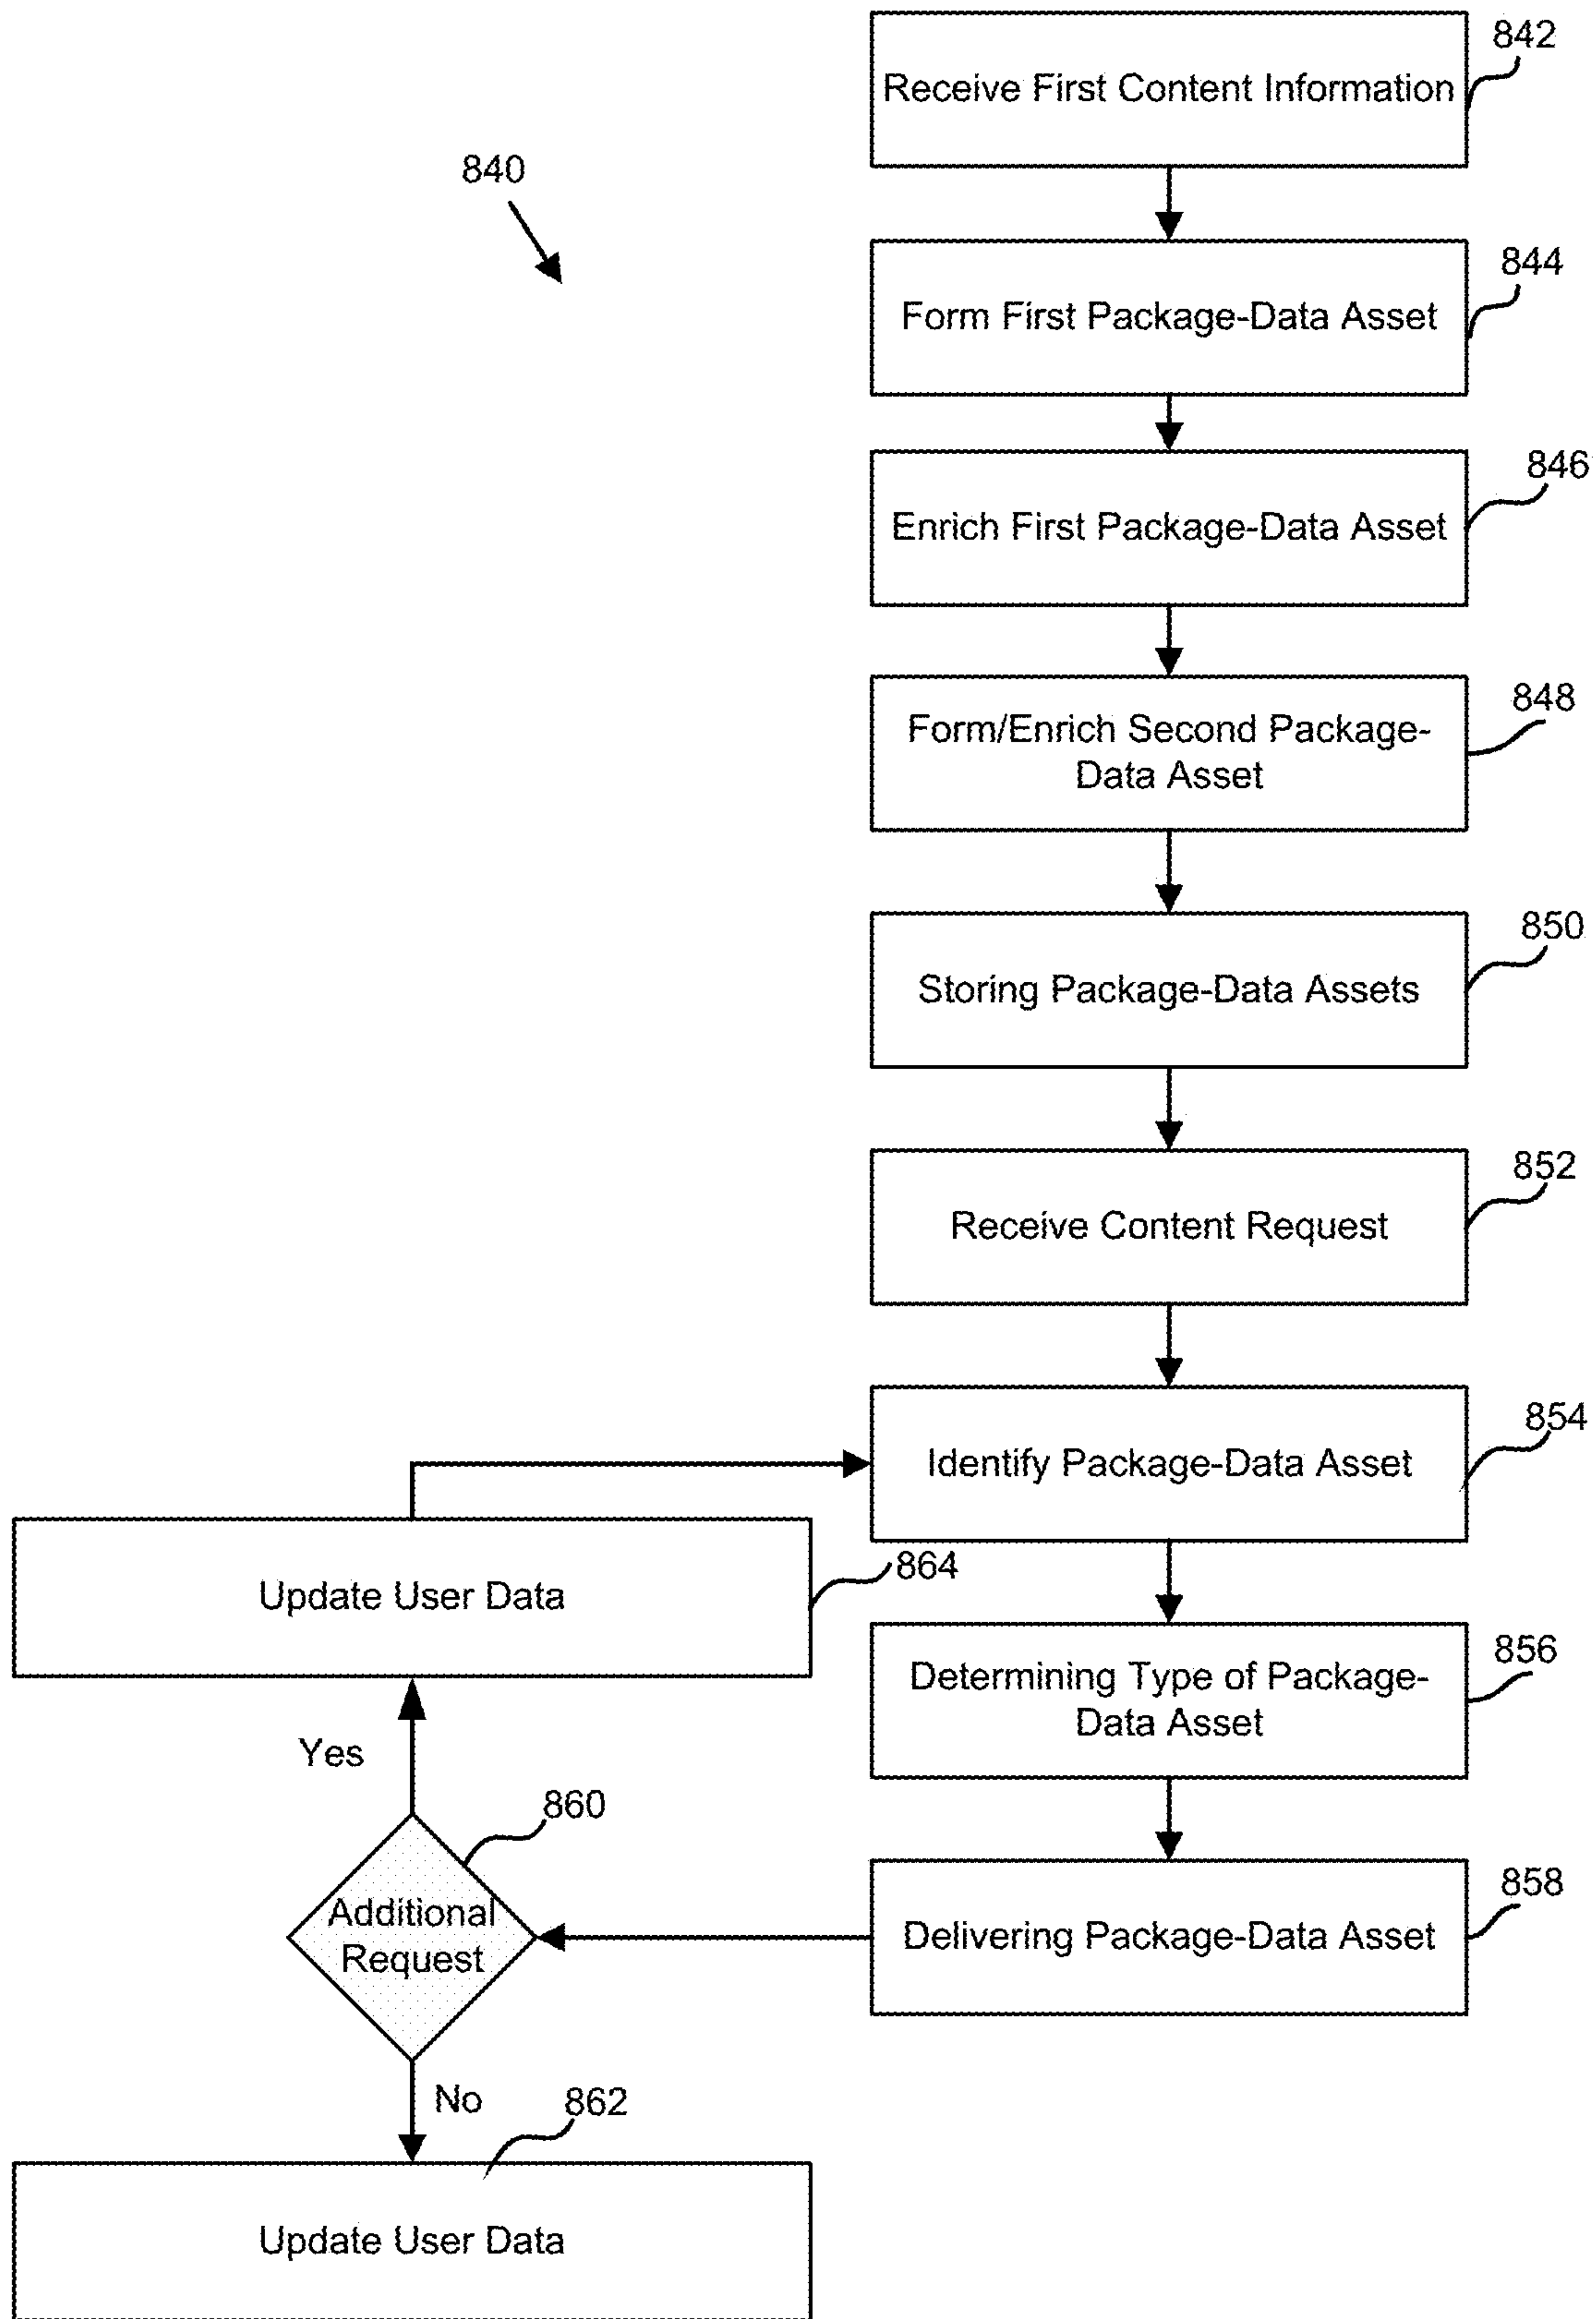 842
Receive First Content Information
840
844
Form First Package-Data Asset
846
Enrich First Package-Data Asset
848
Form/Enrich Second Package-
Data Asset
850
Storing Package-Data Assets
852
Receive Content Request
854
Identify Package-Data Asset
864
Update User Data
856
Determining Type of Package-
Data Asset
Yes
860
858
Additional
Request
Delivering Package-Data Asset
No
862
Update User Data